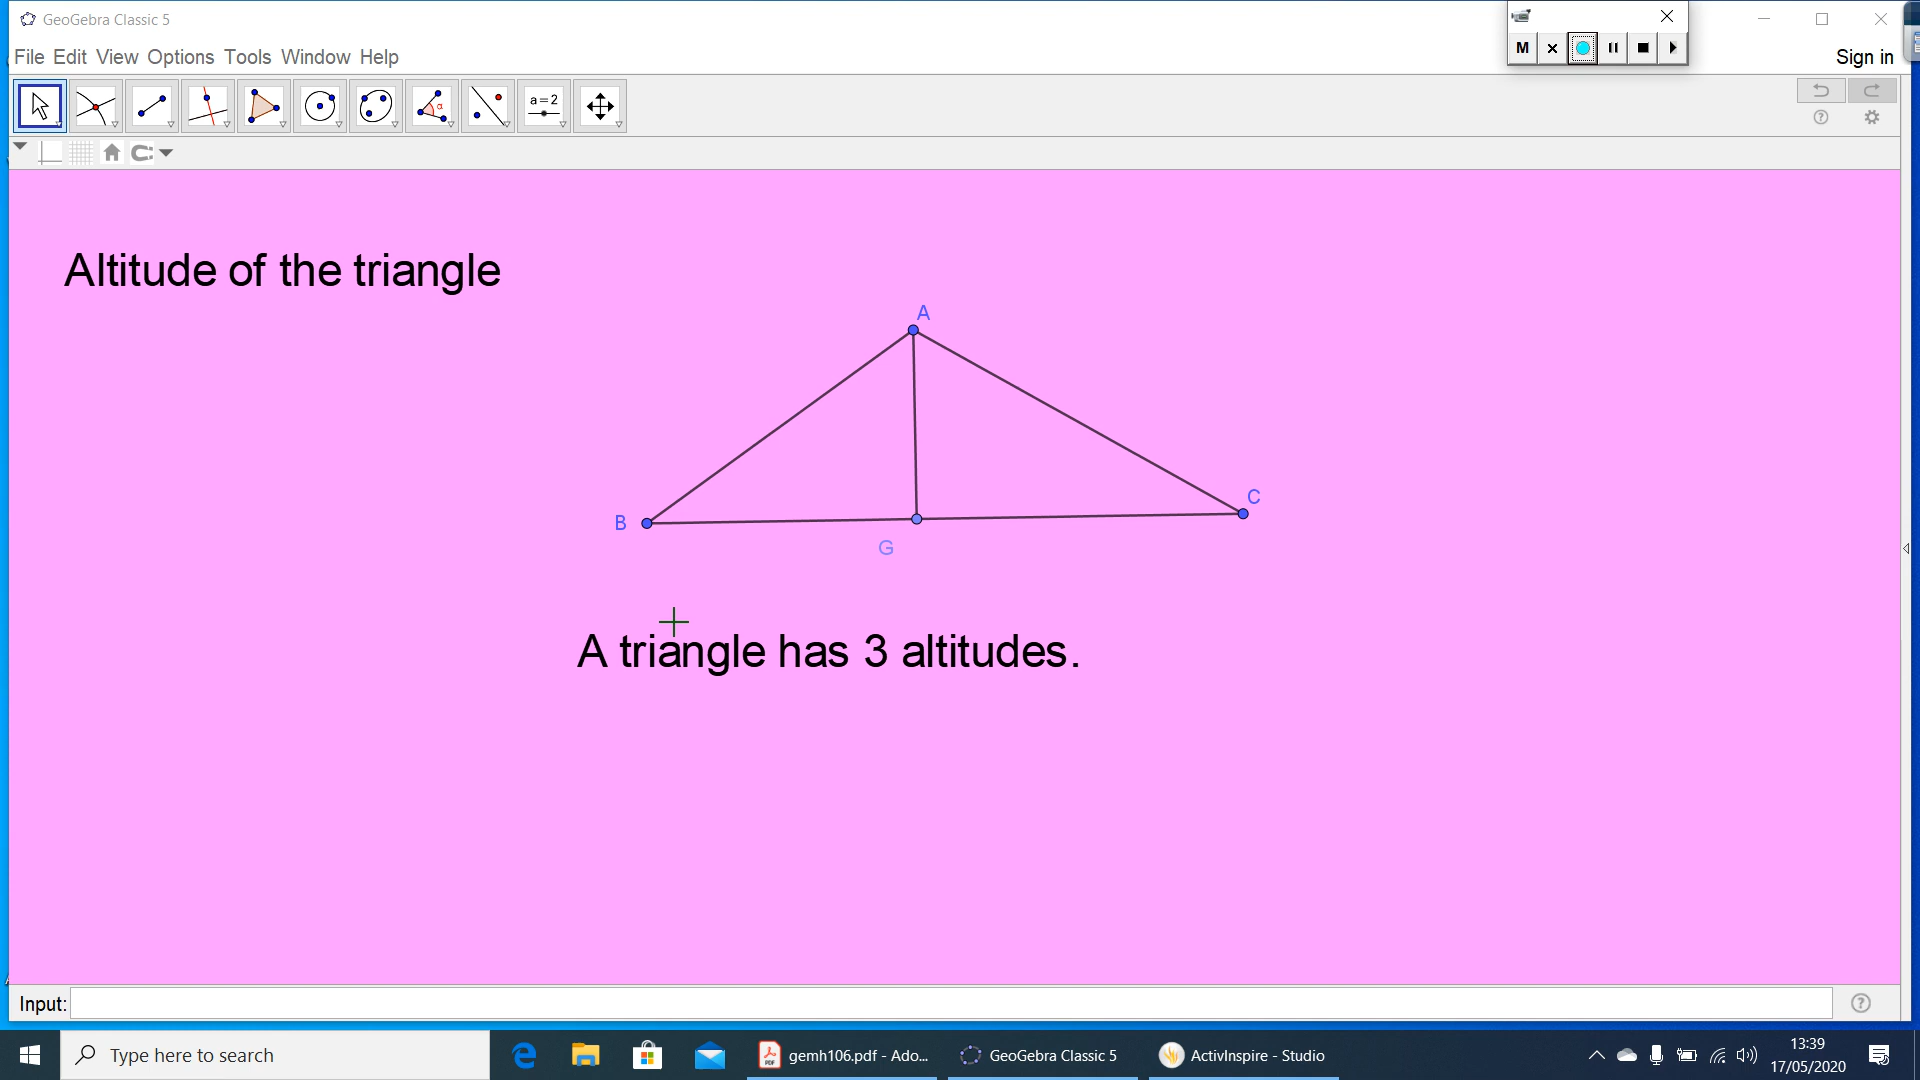 GeoGebra Classic 5
M
File Edit View Options Tools Window Help
Sign in
α
a=2
Altitude of the triangle
A
B
C
G
A triangle has 3 altitudes.
Input:
Type here to search
gemh106.pdf - Ado...
GeoGebra Classic 5
ActivInspire - Studio
13:39
17/05/2020